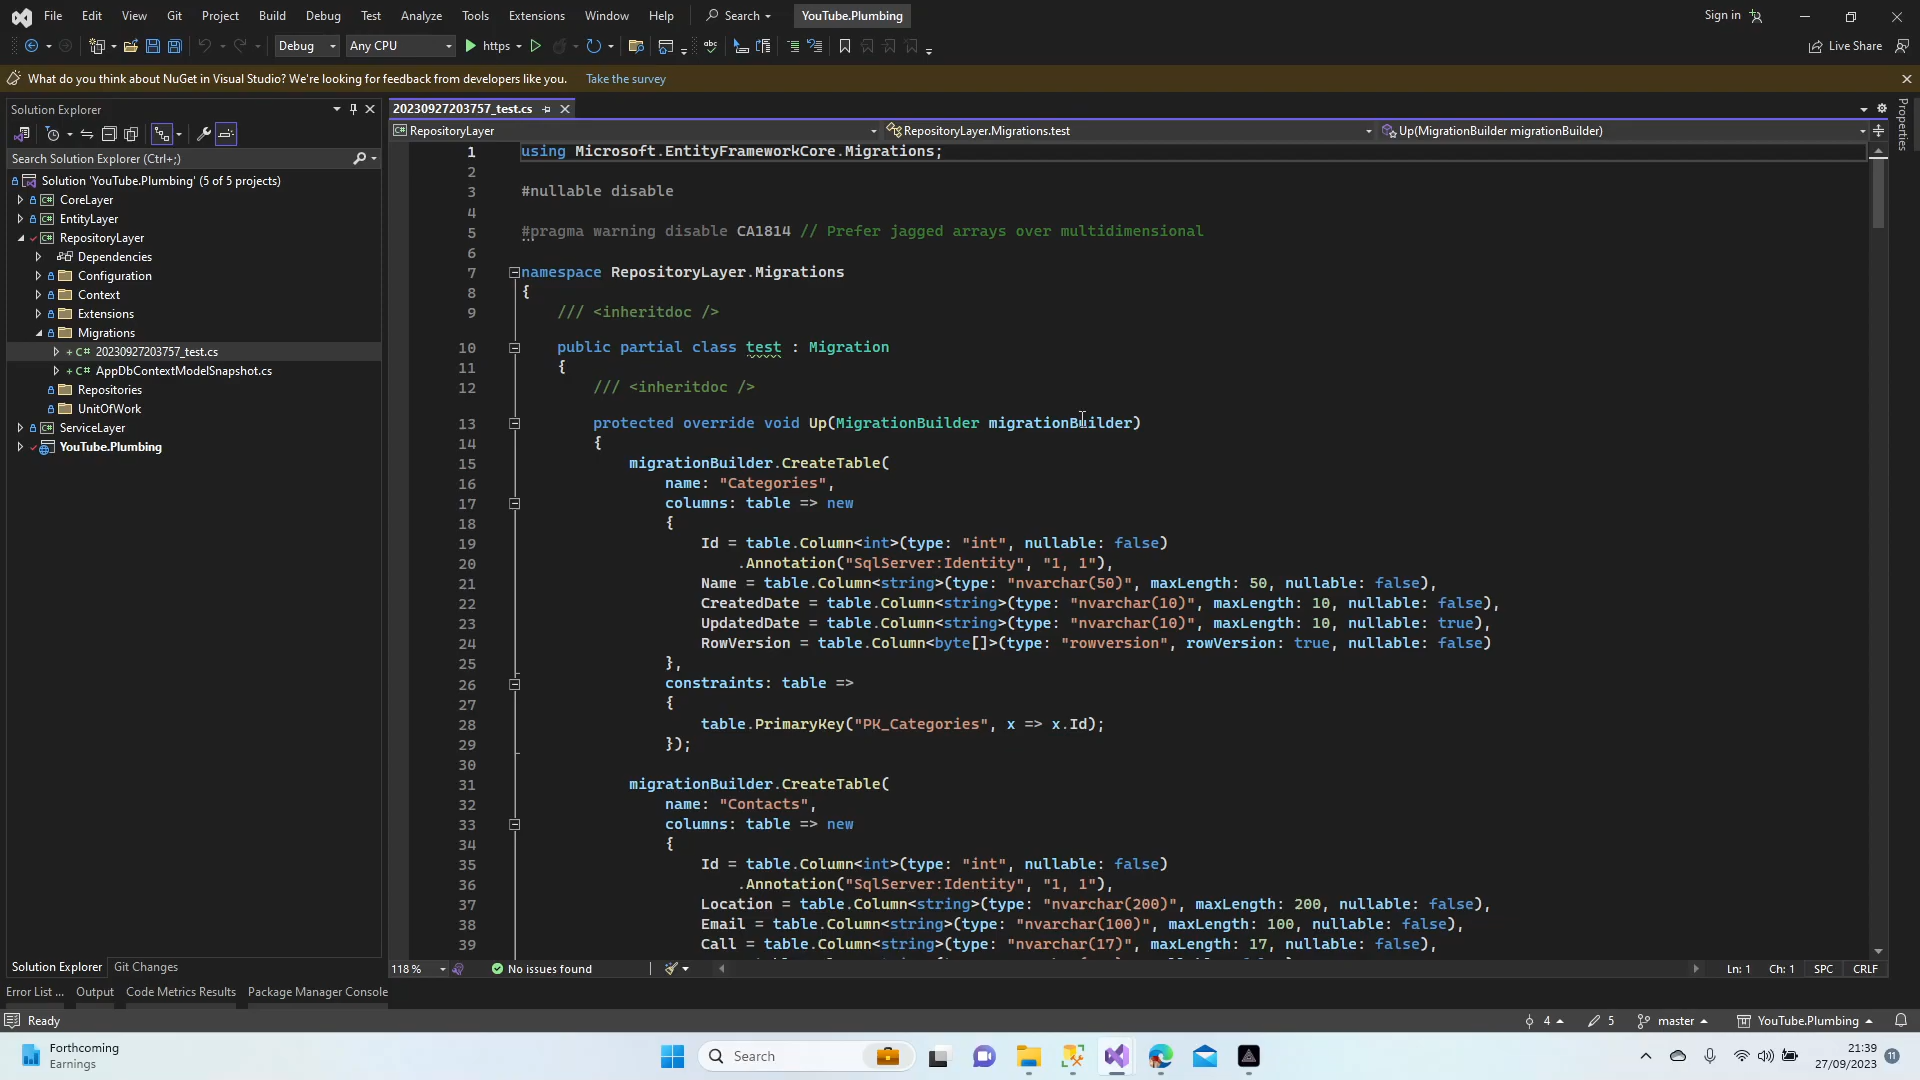 File Edit View Git Project Build Debug Test Analyze Tools Extensions Window Help Search YouTube.Plumbing Sign in
Debug Any CPU https Live Share
What do you think about NuGet in Visual Studio? We're looking for feedback from developers like you. Take the survey
Solution Explorer
Search Solution Explorer (Ctrl+;)
Solution 'YouTube.Plumbing' (5 of 5 projects)
CoreLayer
EntityLayer
RepositoryLayer
Dependencies
Configuration
Context
Extensions
Migrations
20230927203757_test.cs
AppDbContextModelSnapshot.cs
Repositories
UnitOfWork
ServiceLayer
YouTube.Plumbing
Solution Explorer Git Changes
20230927203757_test.cs
RepositoryLayer RepositoryLayer.Migrations.test Up(MigrationBuilder migrationBuilder)
Properties
1 using Microsoft.EntityFrameworkCore.Migrations;
2
3 #nullable disable
4
5 #pragma warning disable CA1814 // Prefer jagged arrays over multidimensional
6
7 namespace RepositoryLayer.Migrations
8 {
9 /// <inheritdoc />
10 public partial class test : Migration
11 {
12 /// <inheritdoc />
13 protected override void Up(MigrationBuilder migrationBuilder)
14 {
15 migrationBuilder.CreateTable(
16 name: "Categories",
17 columns: table => new
18 {
19 Id = table.Column<int>(type: "int", nullable: false)
20 .Annotation("SqlServer:Identity", "1, 1"),
21 Name = table.Column<string>(type: "nvarchar(50)", maxLength: 50, nullable: false),
22 CreatedDate = table.Column<string>(type: "nvarchar(10)", maxLength: 10, nullable: false),
23 UpdatedDate = table.Column<string>(type: "nvarchar(10)", maxLength: 10, nullable: true),
24 RowVersion = table.Column<byte[]>(type: "rowversion", rowVersion: true, nullable: false)
25 },
26 constraints: table =>
27 {
28 table.PrimaryKey("PK_Categories", x => x.Id);
29 });
30
31 migrationBuilder.CreateTable(
32 name: "Contacts",
33 columns: table => new
34 {
35 Id = table.Column<int>(type: "int", nullable: false)
36 .Annotation("SqlServer:Identity", "1, 1"),
37 Location = table.Column<string>(type: "nvarchar(200)", maxLength: 200, nullable: false),
38 Email = table.Column<string>(type: "nvarchar(100)", maxLength: 100, nullable: false),
39 Call = table.Column<string>(type: "nvarchar(17)", maxLength: 17, nullable: false),
118 % No issues found Ln: 1 Ch: 1 SPC CRLF
Error List ... Output Code Metrics Results Package Manager Console
Ready 4 5 master YouTube.Plumbing
Forthcoming
Earnings
Search
21:39
27/09/2023
11